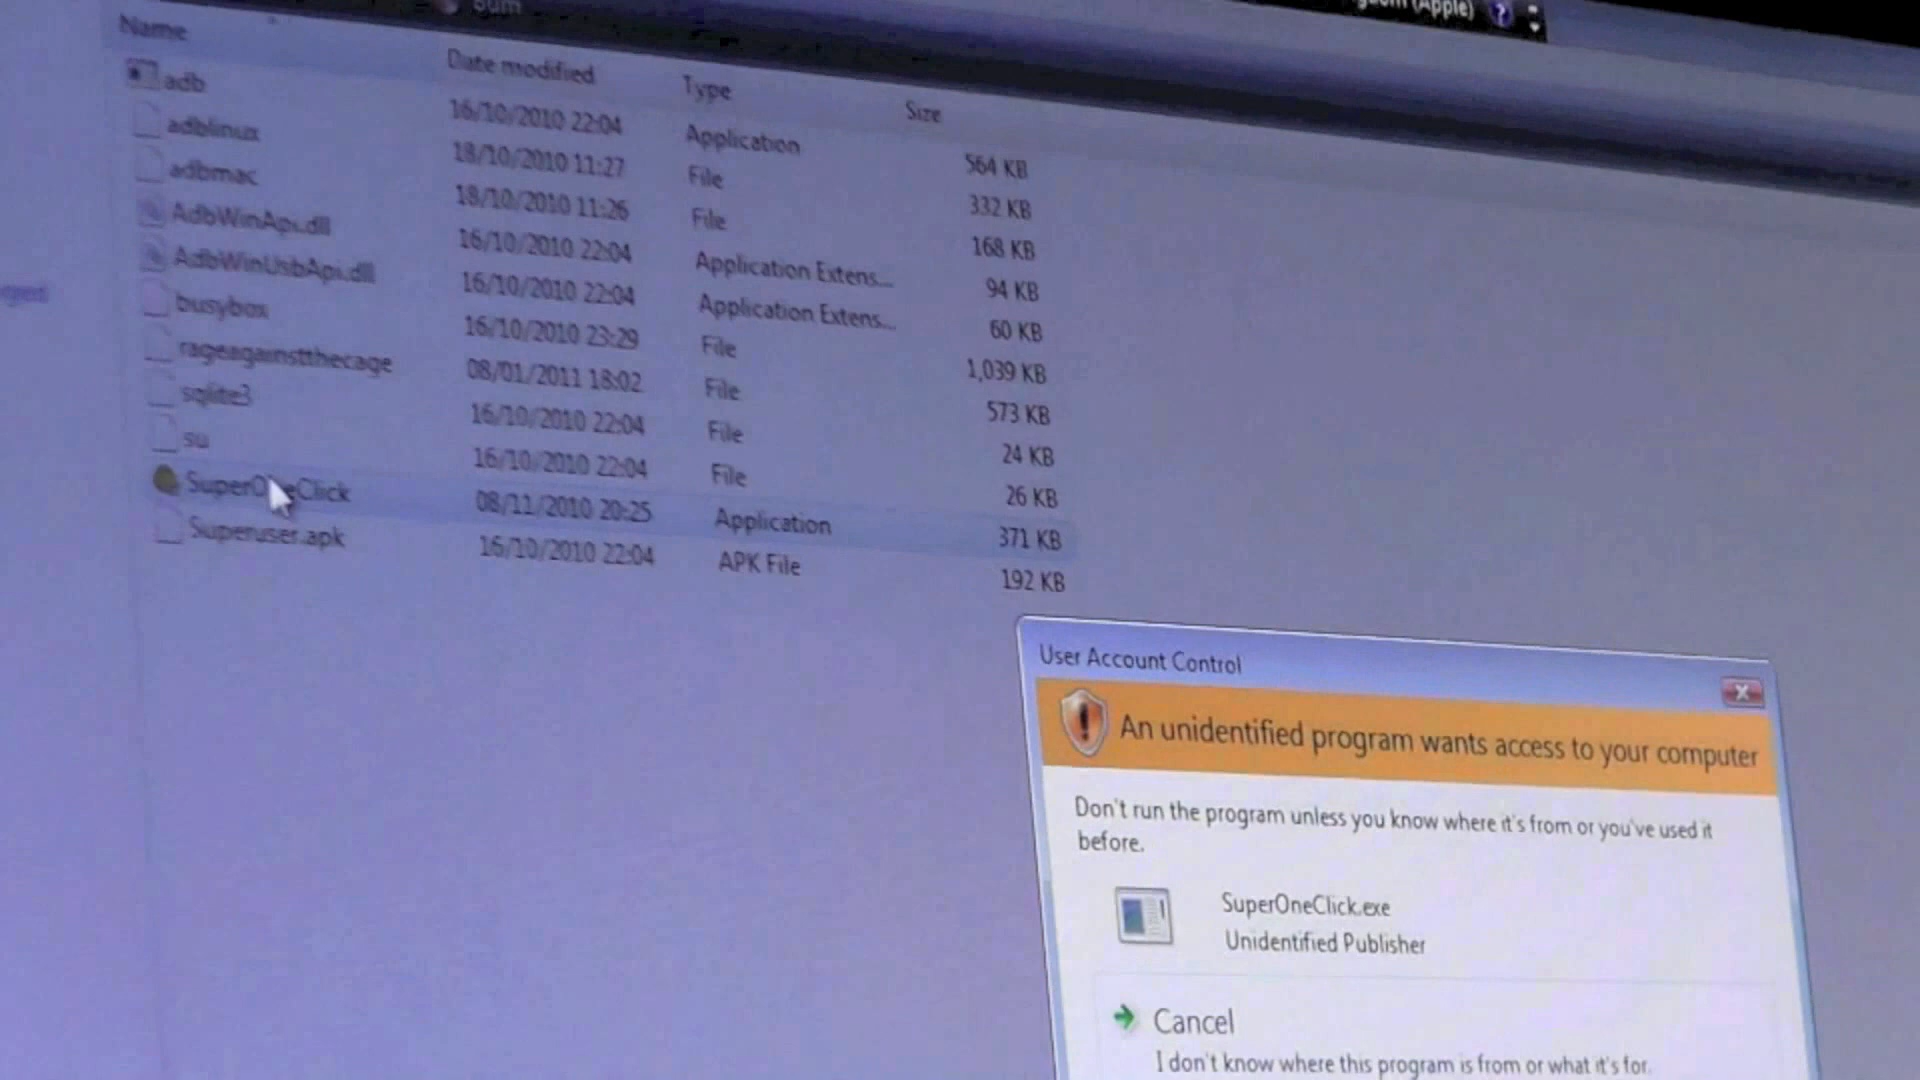 (Apple)
Name Date modified Type Size
adb 16/10/2010 22:04 Application 564 KB
adblinux 18/10/2010 11:27 File 332 KB
adbmac 18/10/2010 11:26 File 168 KB
AdbWinApi.dll 16/10/2010 22:04 Application Extens... 94 KB
AdbWinUsbApi.dll 16/10/2010 22:04 Application Extens... 60 KB
busybox 16/10/2010 23:29 File 1,039 KB
rageagainstthecage 08/01/2011 18:02 File 573 KB
sqlite3 16/10/2010 22:04 File 24 KB
su 16/10/2010 22:04 File 26 KB
SuperOneClick 08/11/2010 20:25 Application 371 KB
Superuser.apk 16/10/2010 22:04 APK File 192 KB
User Account Control
An unidentified program wants access to your computer
Don't run the program unless you know where it's from or you've used it
before.
SuperOneClick.exe
Unidentified Publisher
Cancel
I don't know where this program is from or what it's for.